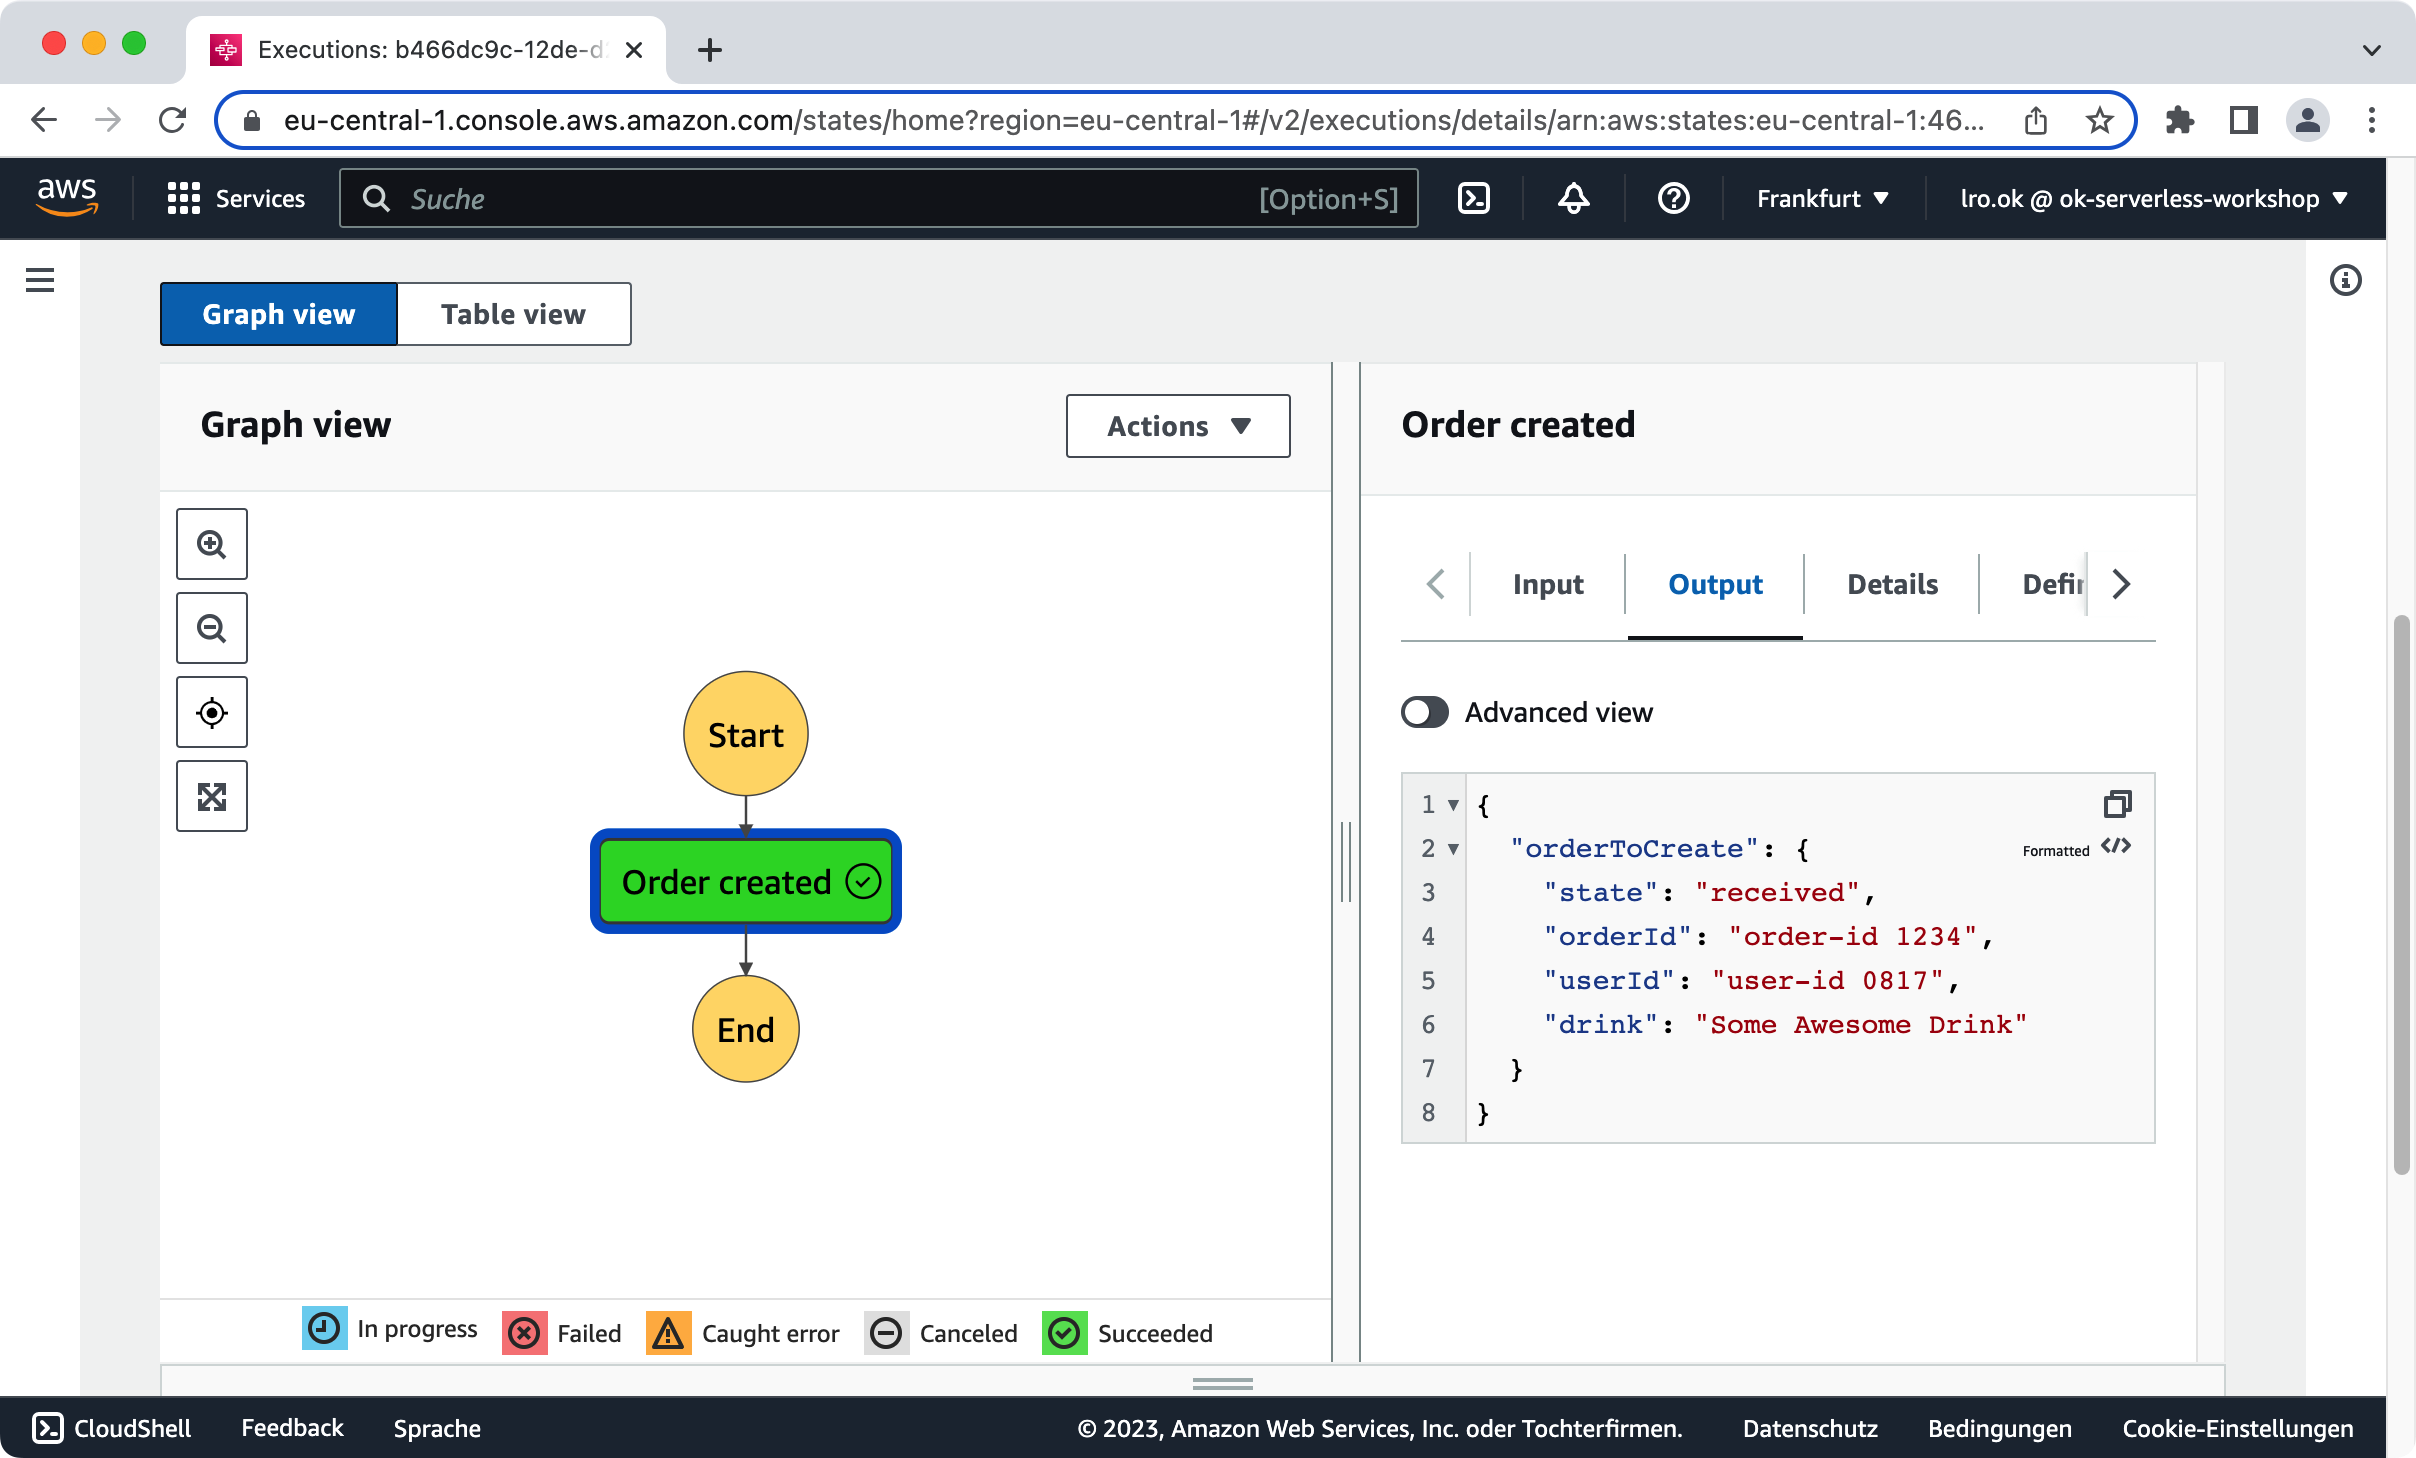 Executions: b466dc9c-12de-d
eu-central-1.console.aws.amazon.com/states/home?region=eu-central-1#/v2/executions/details/arn:aws:states:eu-central-1:46...
aws
Services
Suche
[Option+S]
Frankfurt
lro.ok @ ok-serverless-workshop
Graph view
Table view
Graph view
Actions
Start
Order created
End
In progress
Failed
Caught error
Canceled
Succeeded
Order created
Input
Output
Details
Defin
Advanced view
1 {
2 "orderToCreate": {
Formatted
3 "state": "received",
4 "orderId": "order-id 1234",
5 "userId": "user-id 0817",
6 "drink": "Some Awesome Drink"
7 }
8 }
CloudShell
Feedback
Sprache
© 2023, Amazon Web Services, Inc. oder Tochterfirmen.
Datenschutz
Bedingungen
Cookie-Einstellungen